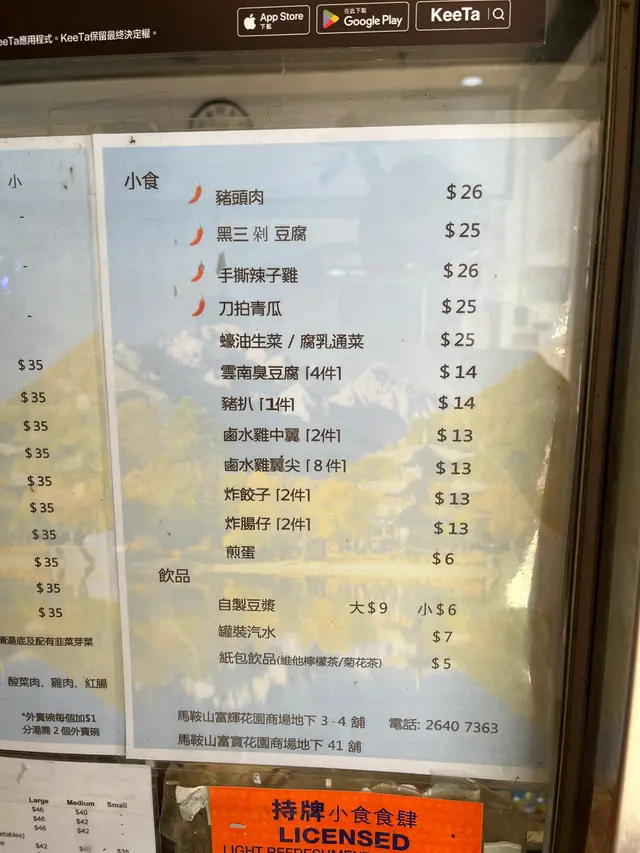 App Store
下載
在此下載
Google Play
KeeTa
eeTa應用程式。KeeTa保留最終決定權。
小
-
-
-
$35
$35
$35
$35
$35
$35
$35
$35
$35
$35
清湯底及配有韭菜芽菜
酸菜肉、雞肉、紅腸
*外賣碗每個加$1
分湯需2個外賣碗
小食
豬頭肉 $26
黑三剁豆腐 $25
手撕辣子雞 $26
刀拍青瓜 $25
蠔油生菜 / 腐乳通菜 $25
雲南臭豆腐 [4件] $14
豬扒 [1件] $14
鹵水雞中翼 [2件] $13
鹵水雞翼尖 [8件] $13
炸餃子 [2件] $13
炸腸仔 [2件] $13
煎蛋 $6
飲品
自製豆漿 大$9 小$6
罐裝汽水 $7
紙包飲品(維他檸檬茶/菊花茶) $5
馬鞍山富輝花園商場地下 3-4 舖 電話: 2640 7363
馬鞍山富寶花園商場地下 41 舖
Large Medium Small
$46 $40 -
$46 $42 -
$46 $42 -
etables)
$42
$35
持牌小食食肆
LICENSED
LIGHT REFRESHMENT